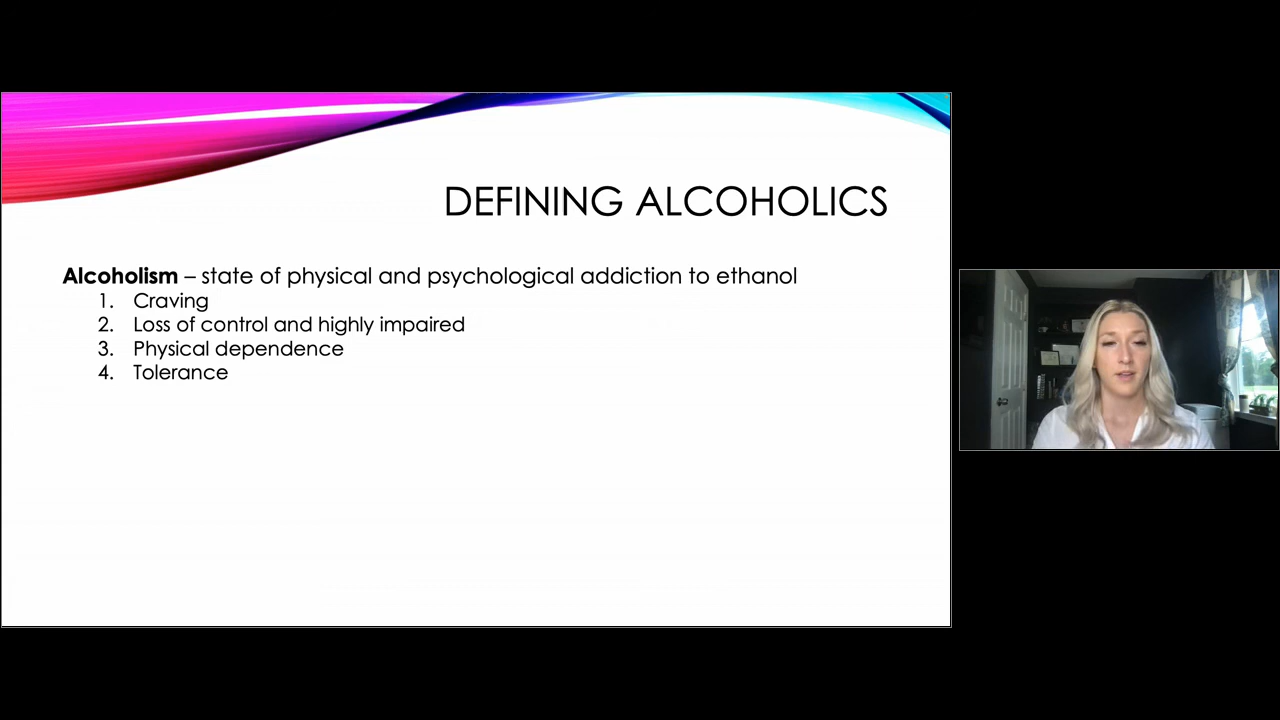 DEFINING ALCOHOLICS
Alcoholism – state of physical and psychological addiction to ethanol
1. Craving
2. Loss of control and highly impaired
3. Physical dependence
4. Tolerance